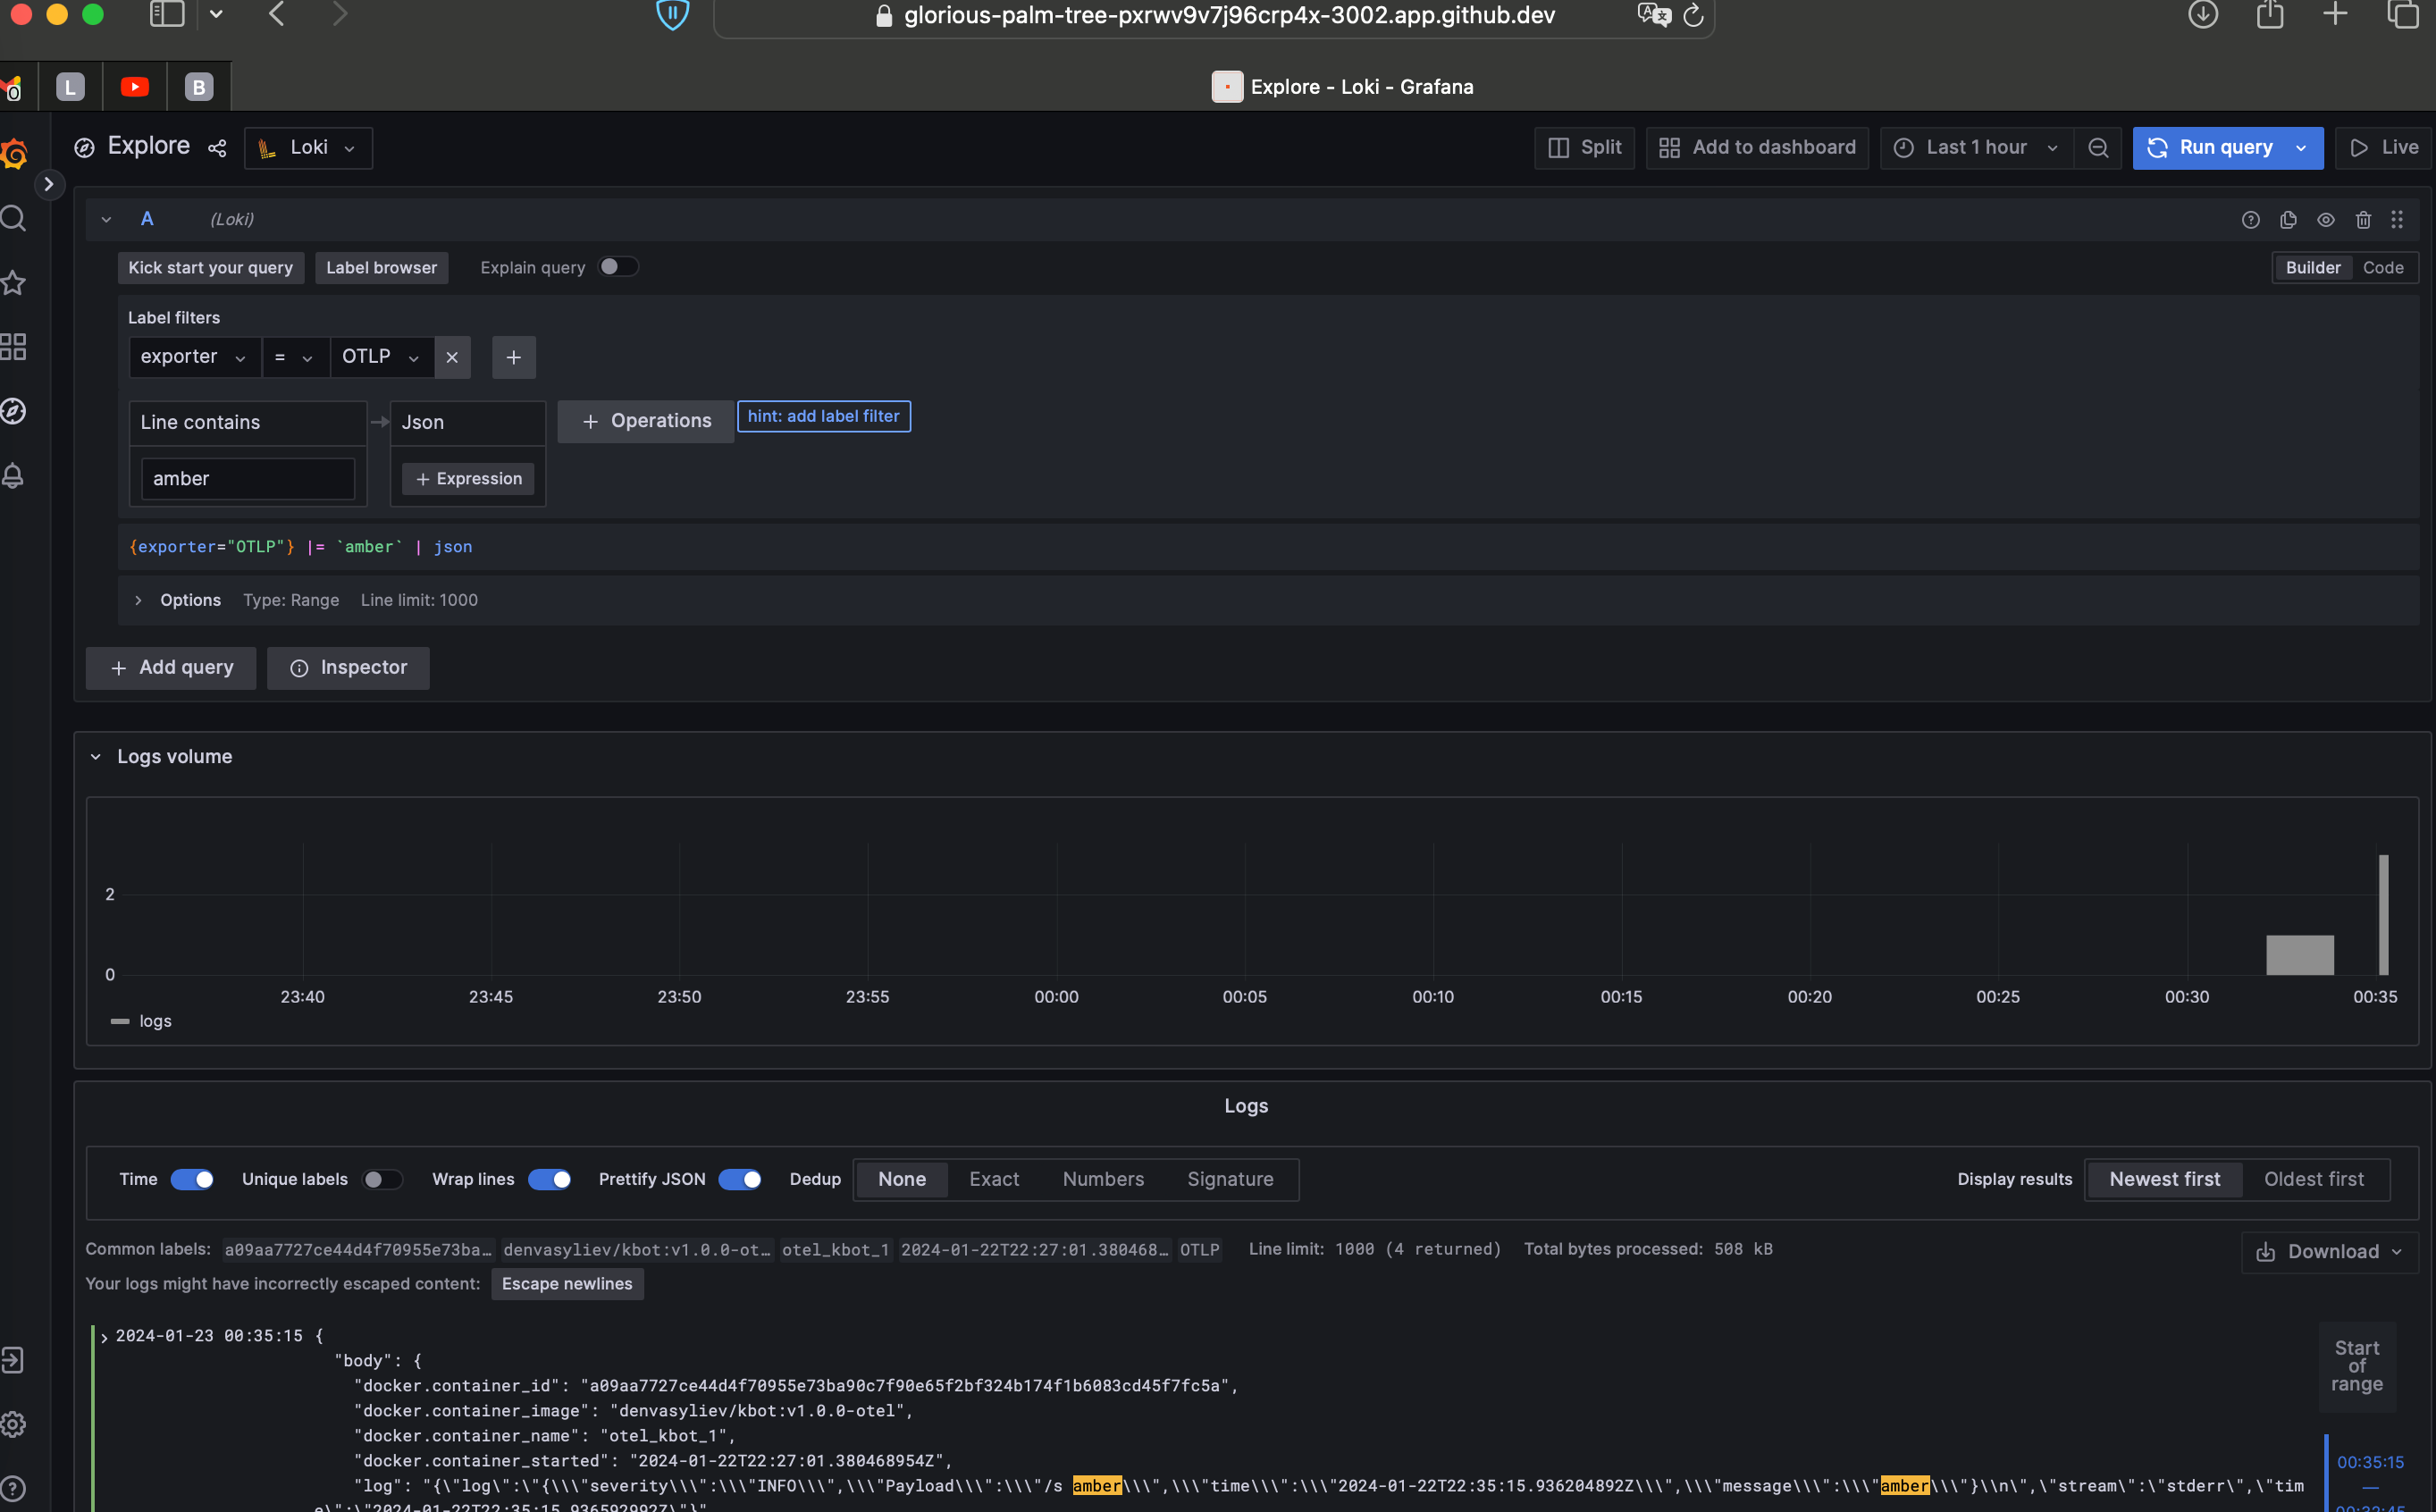 glorious-palm-tree-pxrwv9v7j96crp4x-3002.app.github.dev
L B Explore - Loki - Grafana
Explore Loki Split Add to dashboard Last 1 hour Run query Live
A (Loki)
Kick start your query Label browser Explain query Builder Code
Label filters
exporter = OTLP
Line contains Json + Operations hint: add label filter
amber + Expression
{exporter="OTLP"} |= `amber` | json
Options Type: Range Line limit: 1000
+ Add query Inspector
Logs volume
2
0
23:40 23:45 23:50 23:55 00:00 00:05 00:10 00:15 00:20 00:25 00:30 00:35
logs
Logs
Time Unique labels Wrap lines Prettify JSON Dedup None Exact Numbers Signature Display results Newest first Oldest first
Common labels: a09aa7727ce44d4f70955e73ba… denvasyliev/kbot:v1.0.0-ot… otel_kbot_1 2024-01-22T22:27:01.380468… OTLP Line limit: 1000 (4 returned) Total bytes processed: 508 kB Download
Your logs might have incorrectly escaped content: Escape newlines
2024-01-23 00:35:15 {
"body": {
"docker.container_id": "a09aa7727ce44d4f70955e73ba90c7f90e65f2bf324b174f1b6083cd45f7fc5a",
"docker.container_image": "denvasyliev/kbot:v1.0.0-otel",
"docker.container_name": "otel_kbot_1",
"docker.container_started": "2024-01-22T22:27:01.380468954Z",
"log": "{\"log\":\"{\\\"severity\\\":\\\"INFO\\\",\\\"Payload\\\":\\\"/s amber\\\",\\\"time\\\":\\\"2024-01-22T22:35:15.936204892Z\\\",\\\"message\\\":\\\"amber\\\"}\\n\",\"stream\":\"stderr\",\"tim
e\":\"2024-01-22T22:35:15.936592992Z\"}"
Start
of
range
00:35:15
—
00:32:45